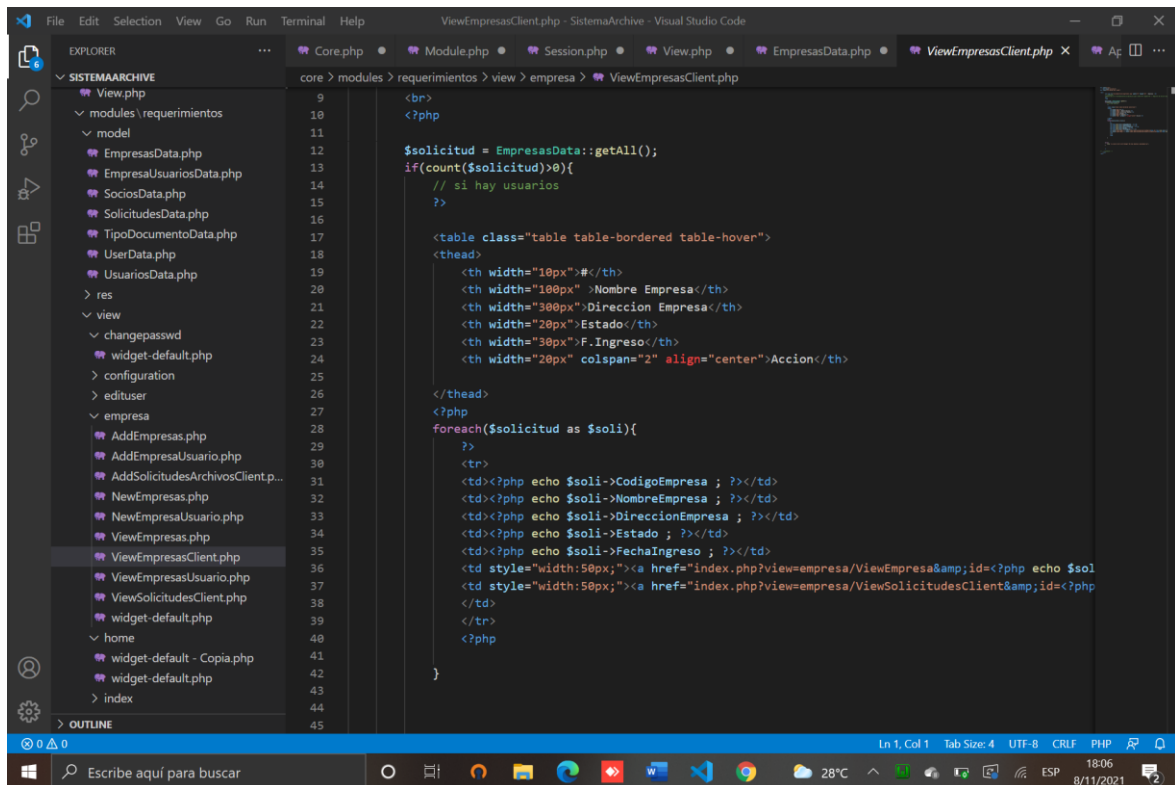 File Edit Selection View Go Run Terminal Help ViewEmpresasClient.php - SistemaArchive - Visual Studio Code
EXPLORER
Core.php Module.php Session.php View.php EmpresasData.php ViewEmpresasClient.php
SISTEMAARCHIVE
core > modules > requerimientos > view > empresa > ViewEmpresasClient.php
6
View.php
modules\requerimientos
model
EmpresasData.php
EmpresaUsuariosData.php
SociosData.php
SolicitudesData.php
TipoDocumentoData.php
UserData.php
UsuariosData.php
res
view
changepasswd
widget-default.php
configuration
edituser
empresa
AddEmpresas.php
AddEmpresaUsuario.php
AddSolicitudesArchivosClient.p...
NewEmpresas.php
NewEmpresaUsuario.php
ViewEmpresas.php
ViewEmpresasClient.php
ViewEmpresasUsuario.php
ViewSolicitudesClient.php
widget-default.php
home
widget-default - Copia.php
widget-default.php
index
OUTLINE
9 <br>
10 <?php
11
12 $solicitud = EmpresasData::getAll();
13 if(count($solicitud)>0){
14 // si hay usuarios
15 ?>
16
17 <table class="table table-bordered table-hover">
18 <thead>
19 <th width="10px">#</th>
20 <th width="100px" >Nombre Empresa</th>
21 <th width="300px">Direccion Empresa</th>
22 <th width="20px">Estado</th>
23 <th width="30px">F.Ingreso</th>
24 <th width="20px" colspan="2" align="center">Accion</th>
25
26 </thead>
27 <?php
28 foreach($solicitud as $soli){
29 ?>
30 <tr>
31 <td><?php echo $soli->CodigoEmpresa ; ?></td>
32 <td><?php echo $soli->NombreEmpresa ; ?></td>
33 <td><?php echo $soli->DireccionEmpresa ; ?></td>
34 <td><?php echo $soli->Estado ; ?></td>
35 <td><?php echo $soli->FechaIngreso ; ?></td>
36 <td style="width:50px;"><a href="index.php?view=empresa/ViewEmpresa&amp;id=<?php echo $sol
37 <td style="width:50px;"><a href="index.php?view=empresa/ViewSolicitudesClient&amp;id=<?php
38 </td>
39 </tr>
40 <?php
41
42 }
43
44
45
0 0 Ln 1, Col 1 Tab Size: 4 UTF-8 CRLF PHP
Escribe aquí para buscar 28°C ESP 18:06
8/11/2021 2